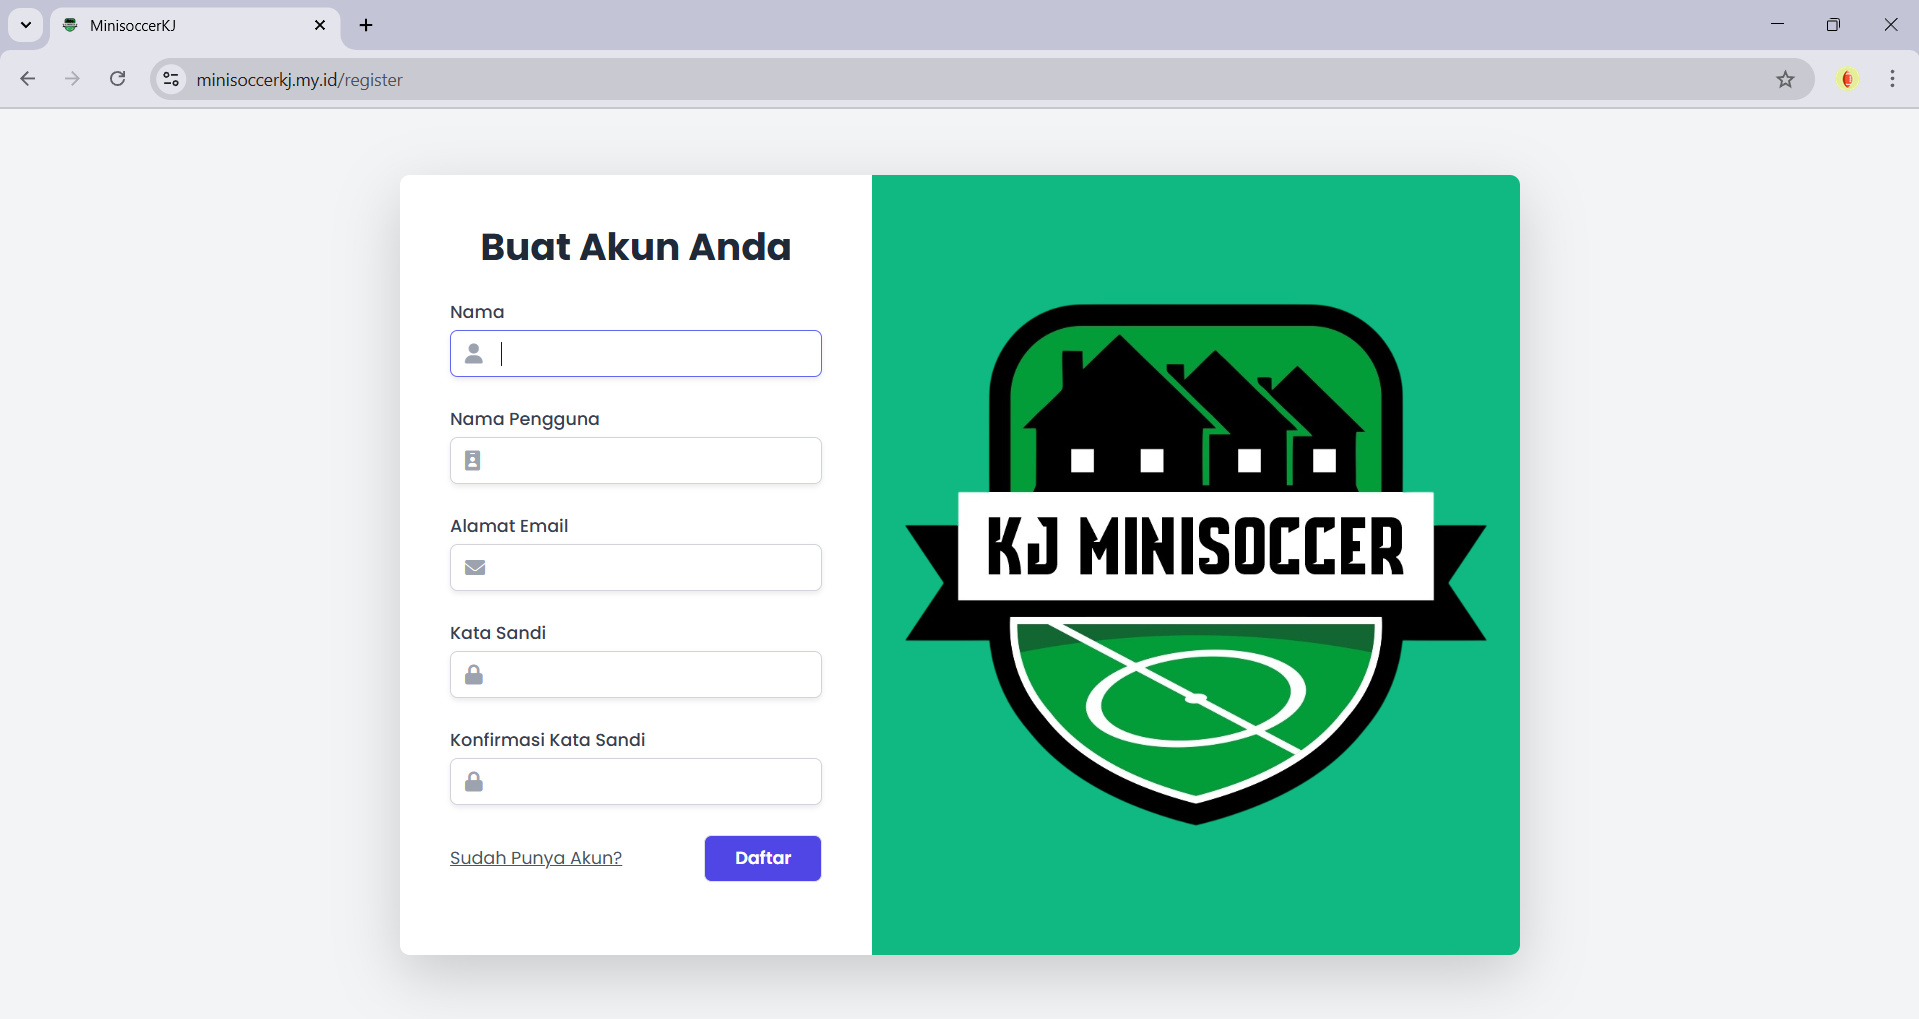 MinisoccerKJ
minisoccerkj.my.id/register
Buat Akun Anda
Nama
Nama Pengguna
Alamat Email
Kata Sandi
Konfirmasi Kata Sandi
Sudah Punya Akun?
Daftar
KJ MINISOCCER